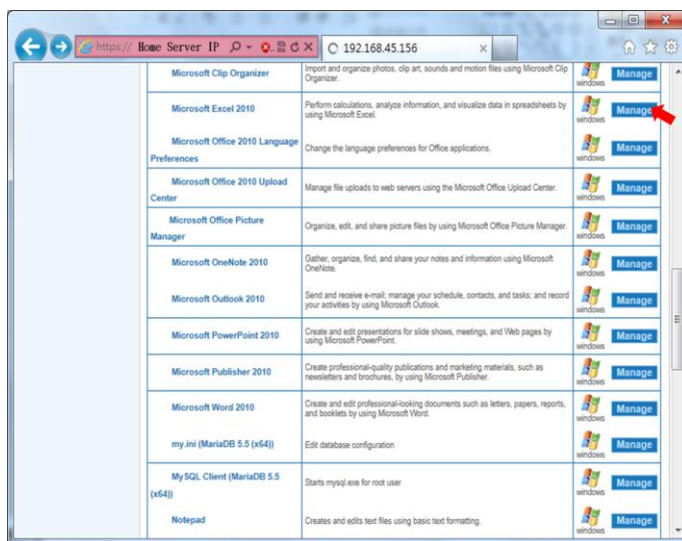 https:// Home Server IP
192.168.45.156
Microsoft Clip Organizer
Import and organize photos, clip art, sounds and motion files using Microsoft Clip
Organizer.
windows
Manage
Microsoft Excel 2010
Perform calculations, analyze information, and visualize data in spreadsheets by
using Microsoft Excel.
windows
Manage
Microsoft Office 2010 Language
Preferences
Change the language preferences for Office applications.
windows
Manage
Microsoft Office 2010 Upload
Center
Manage file uploads to web servers using the Microsoft Office Upload Center.
windows
Manage
Microsoft Office Picture
Manager
Organize, edit, and share picture files by using Microsoft Office Picture Manager.
windows
Manage
Microsoft OneNote 2010
Gather, organize, find, and share your notes and information using Microsoft
OneNote.
windows
Manage
Microsoft Outlook 2010
Send and receive e-mail; manage your schedule, contacts, and tasks; and record
your activities by using Microsoft Outlook.
windows
Manage
Microsoft PowerPoint 2010
Create and edit presentations for slide shows, meetings, and Web pages by
using Microsoft PowerPoint.
windows
Manage
Microsoft Publisher 2010
Create professional-quality publications and marketing materials, such as
newsletters and brochures, by using Microsoft Publisher.
windows
Manage
Microsoft Word 2010
Create and edit professional-looking documents such as letters, papers, reports,
and booklets by using Microsoft Word.
windows
Manage
my.ini (MariaDB 5.5 (x64))
Edit database configuration
windows
Manage
MySQL Client (MariaDB 5.5
(x64))
Starts mysql.exe for root user
windows
Manage
Notepad
Creates and edits text files using basic text formatting.
windows
Manage